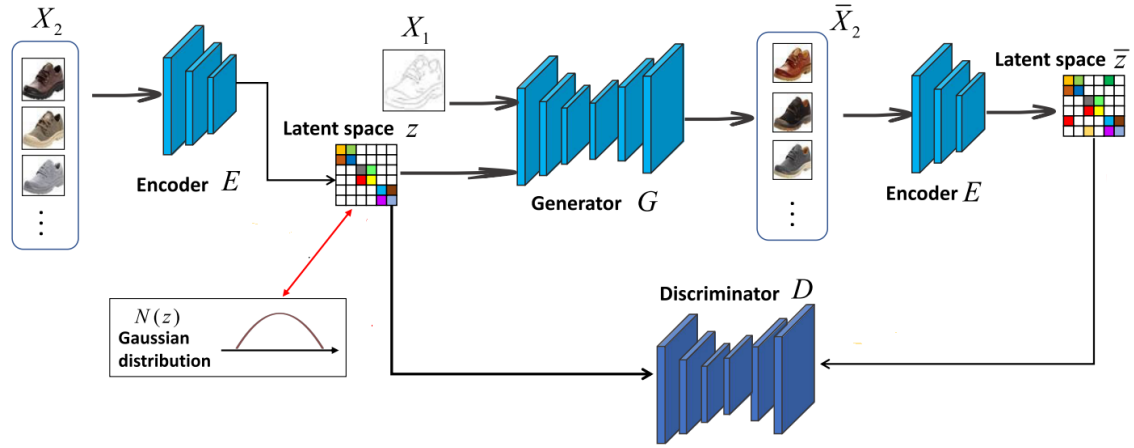 X₂
Encoder E
Latent space z
X₁
Generator G
X̅₂
Encoder E
Latent space z̅
N(z)
Gaussian
distribution
Discriminator D